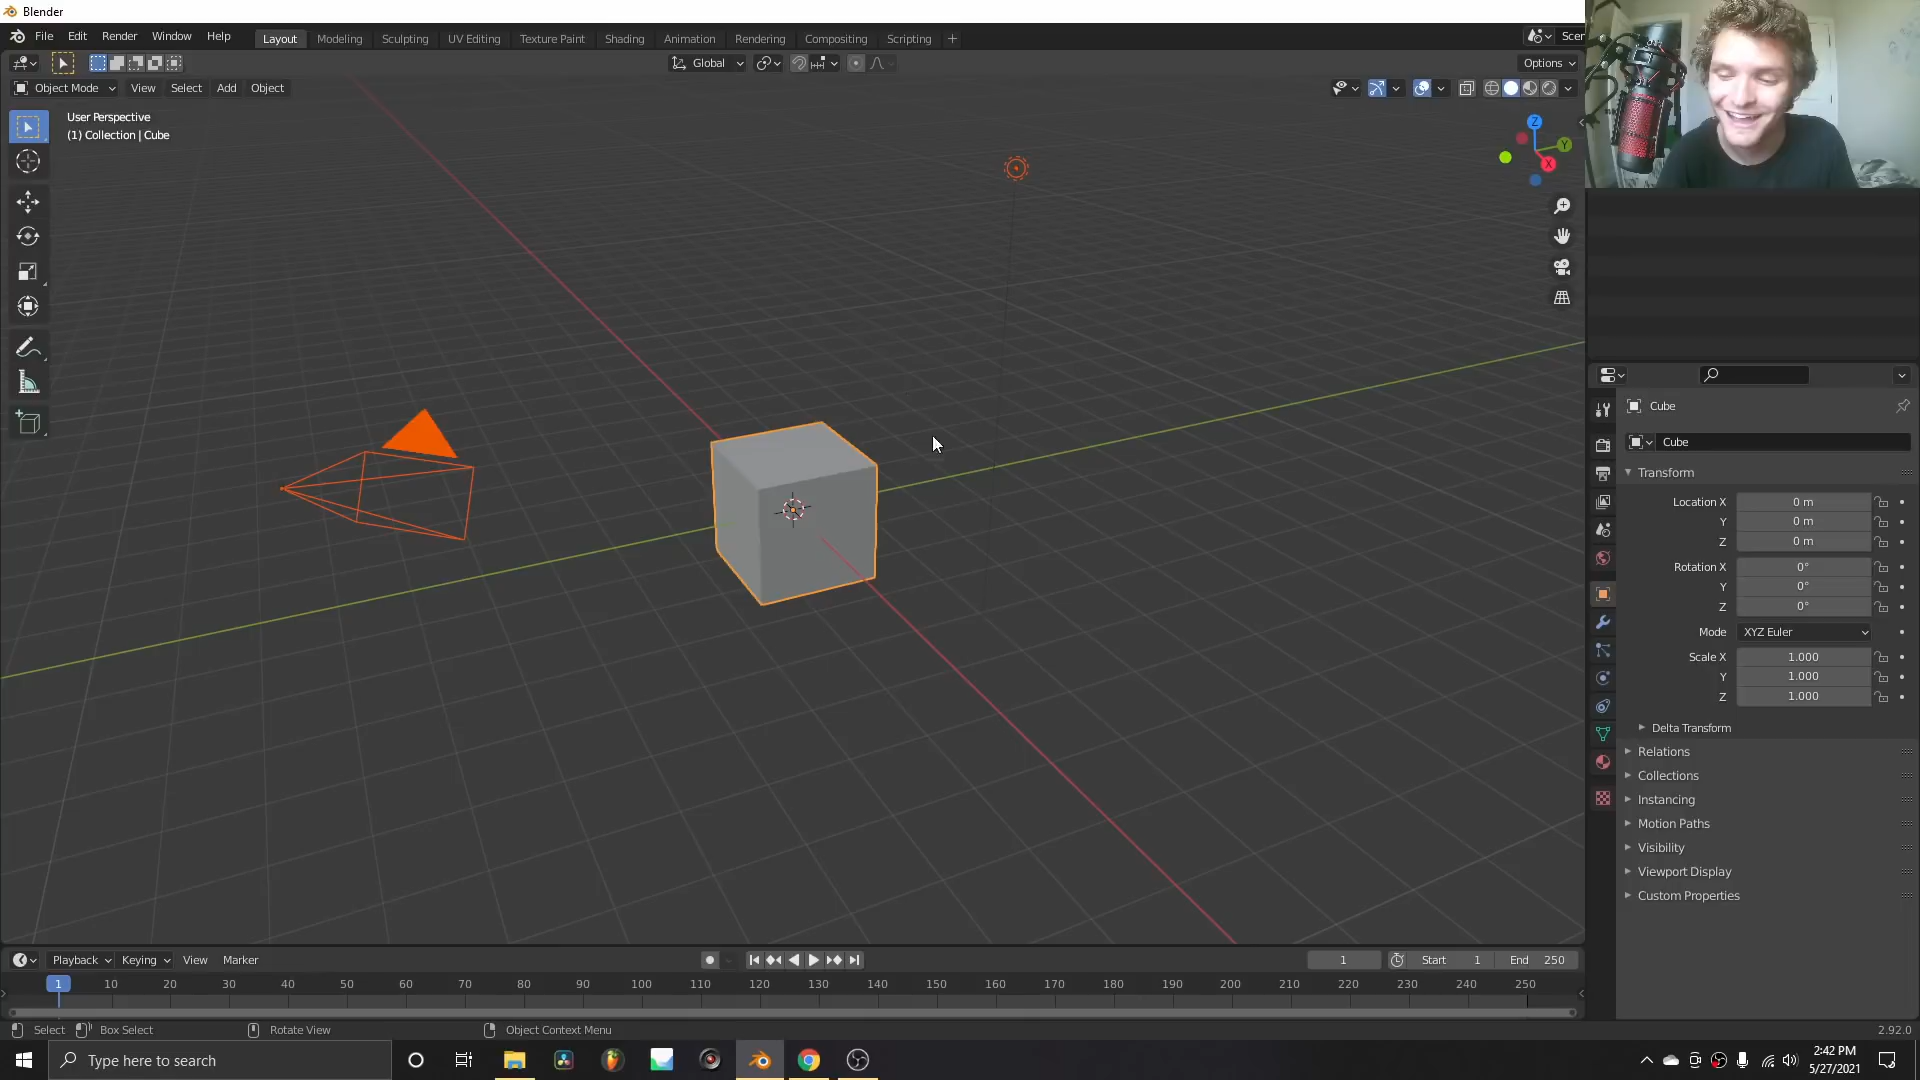 Blender
File Edit Render Window Help Layout Modeling Sculpting UV Editing Texture Paint Shading Animation Rendering Compositing Scripting + Scen
Global Options
Object Mode View Select Add Object
User Perspective
(1) Collection | Cube
Z
Y
X
Cube
Cube
Transform
Location X 0 m
Y 0 m
Z 0 m
Rotation X 0°
Y 0°
Z 0°
Mode XYZ Euler
Scale X 1.000
Y 1.000
Z 1.000
Delta Transform
Relations
Collections
Instancing
Motion Paths
Visibility
Viewport Display
Custom Properties
Playback Keying View Marker 1 Start 1 End 250
1 10 20 30 40 50 60 70 80 90 100 110 120 130 140 150 160 170 180 190 200 210 220 230 240 250
Select Box Select Rotate View Object Context Menu 2.92.0
Type here to search
2:42 PM
5/27/2021